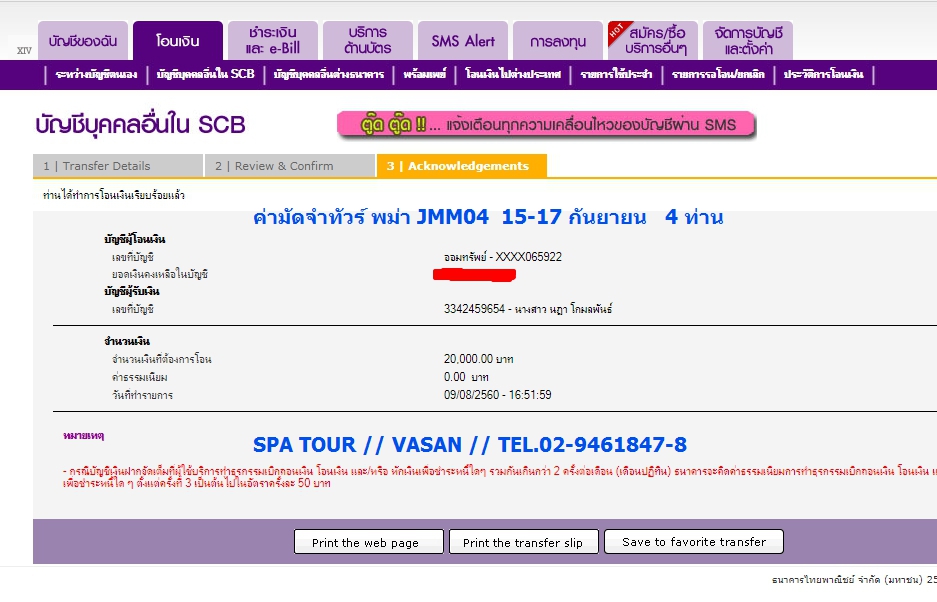 XIV
บัญชีของฉัน
โอนเงิน
ชำระเงิน
และ e-Bill
บริการ
ด้านบัตร
SMS Alert
การลงทุน
HOT
สมัคร/ซื้อ
บริการอื่นๆ
จัดการบัญชี
และตั้งค่า
ระหว่างบัญชีตนเอง | บัญชีบุคคลอื่นใน SCB | บัญชีบุคคลอื่นต่างธนาคาร | พร้อมเพย์ | โอนเงินไปต่างประเทศ | รายการใช้ประจำ | รายการรอโอน/ยกเลิก | ประวัติการโอนเงิน |
บัญชีบุคคลอื่นใน SCB
ตู๊ด ตู๊ด !! ... แจ้งเตือนทุกความเคลื่อนไหวของบัญชีผ่าน SMS
1 | Transfer Details
2 | Review & Confirm
3 | Acknowledgements
ท่านได้ทำการโอนเงินเรียบร้อยแล้ว
ค่ามัดจำทัวร์ พม่า JMM04 15-17 กันยายน 4 ท่าน
บัญชีผู้โอนเงิน
เลขที่บัญชี ออมทรัพย์ - XXXX065922
ยอดเงินคงเหลือในบัญชี
บัญชีผู้รับเงิน
เลขที่บัญชี 3342459654 - นางสาว นฎา โกมลพันธ์
จำนวนเงิน
จำนวนเงินที่ต้องการโอน 20,000.00 บาท
ค่าธรรมเนียม 0.00 บาท
วันที่ทำรายการ 09/08/2560 - 16:51:59
หมายเหตุ
SPA TOUR // VASAN // TEL.02-9461847-8
- กรณีบัญชีเงินฝากจัดเต็มที่ผู้ใช้บริการทำธุรกรรมเบิกถอนเงิน โอนเงิน และ/หรือ หักเงินเพื่อชำระหนี้ใดๆ รวมกันเกินกว่า 2 ครั้งต่อเดือน (เดือนปฏิทิน) ธนาคารจะคิดค่าธรรมเนียมการทำธุรกรรมเบิกถอนเงิน โอนเงิน
เพื่อชำระหนี้ใด ๆ ตั้งแต่ครั้งที่ 3 เป็นต้นไปในอัตราครั้งละ 50 บาท
Print the web page
Print the transfer slip
Save to favorite transfer
ธนาคารไทยพาณิชย์ จำกัด (มหาชน) 25